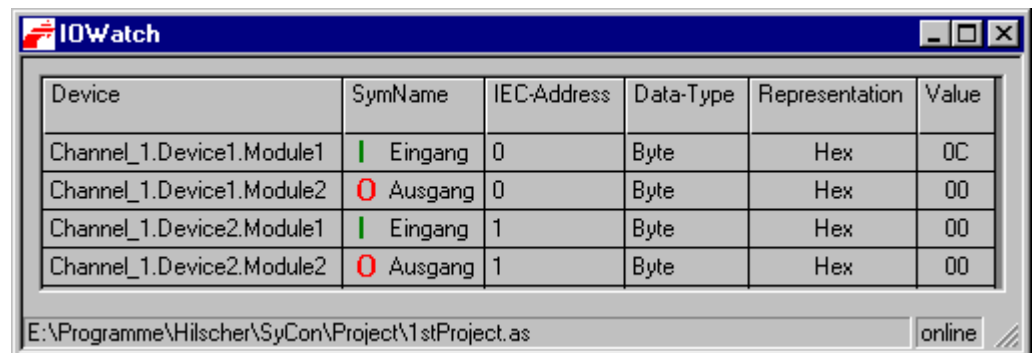 IOWatch
Device SymName IEC-Address Data-Type Representation Value
Channel_1.Device1.Module1 I Eingang 0 Byte Hex 0C
Channel_1.Device1.Module2 O Ausgang 0 Byte Hex 00
Channel_1.Device2.Module1 I Eingang 1 Byte Hex 00
Channel_1.Device2.Module2 O Ausgang 1 Byte Hex 00
E:\Programme\Hilscher\SyCon\Project\1stProject.as online